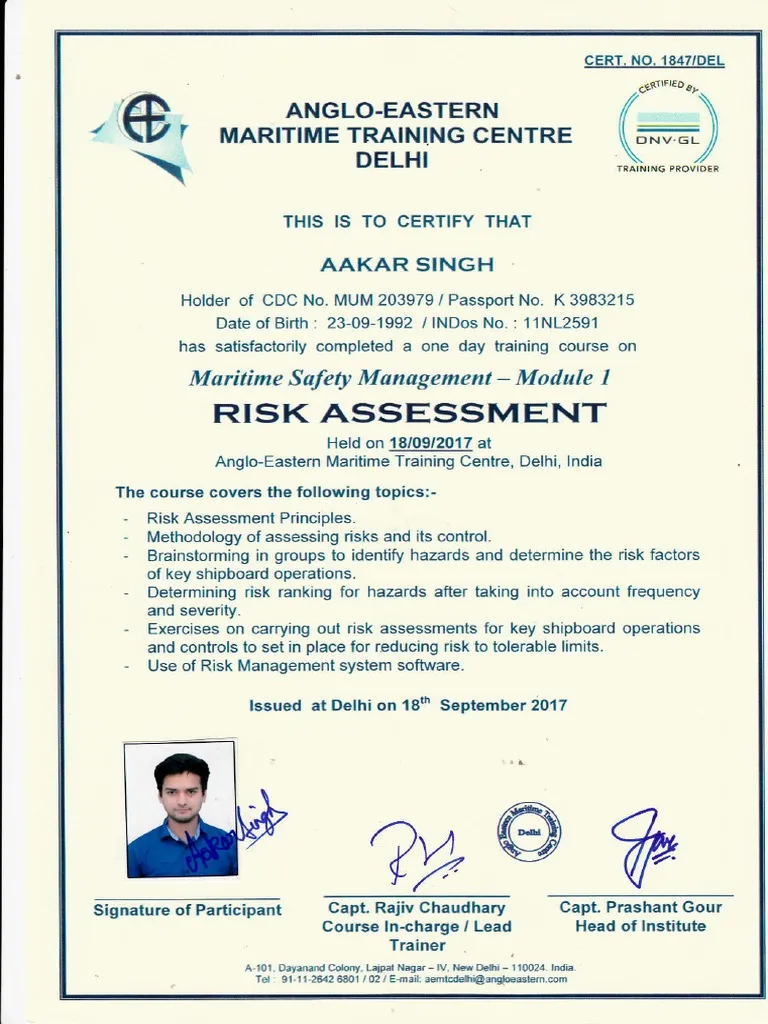 CERT. NO. 1847/DEL
ANGLO-EASTERN
MARITIME TRAINING CENTRE
DELHI
CERTIFIED BY
DNV·GL
TRAINING PROVIDER
THIS IS TO CERTIFY THAT
AAKAR SINGH
Holder of CDC No. MUM 203979 / Passport No. K 3983215
Date of Birth : 23-09-1992 / INDos No. : 11NL2591
has satisfactorily completed a one day training course on
Maritime Safety Management – Module 1
RISK ASSESSMENT
Held on 18/09/2017 at
Anglo-Eastern Maritime Training Centre, Delhi, India
The course covers the following topics:-
- Risk Assessment Principles.
- Methodology of assessing risks and its control.
- Brainstorming in groups to identify hazards and determine the risk factors
of key shipboard operations.
- Determining risk ranking for hazards after taking into account frequency
and severity.
- Exercises on carrying out risk assessments for key shipboard operations
and controls to set in place for reducing risk to tolerable limits.
- Use of Risk Management system software.
Issued at Delhi on 18th September 2017
Aakar Singh
Anglo Eastern Maritime Training Centre
Delhi
Signature of Participant
Capt. Rajiv Chaudhary
Course In-charge / Lead
Trainer
Capt. Prashant Gour
Head of Institute
A-101, Dayanand Colony, Lajpat Nagar – IV, New Delhi – 110024. India.
Tel : 91-11-2642 6801 / 02 / E-mail: aemtcdelhi@angloeastern.com